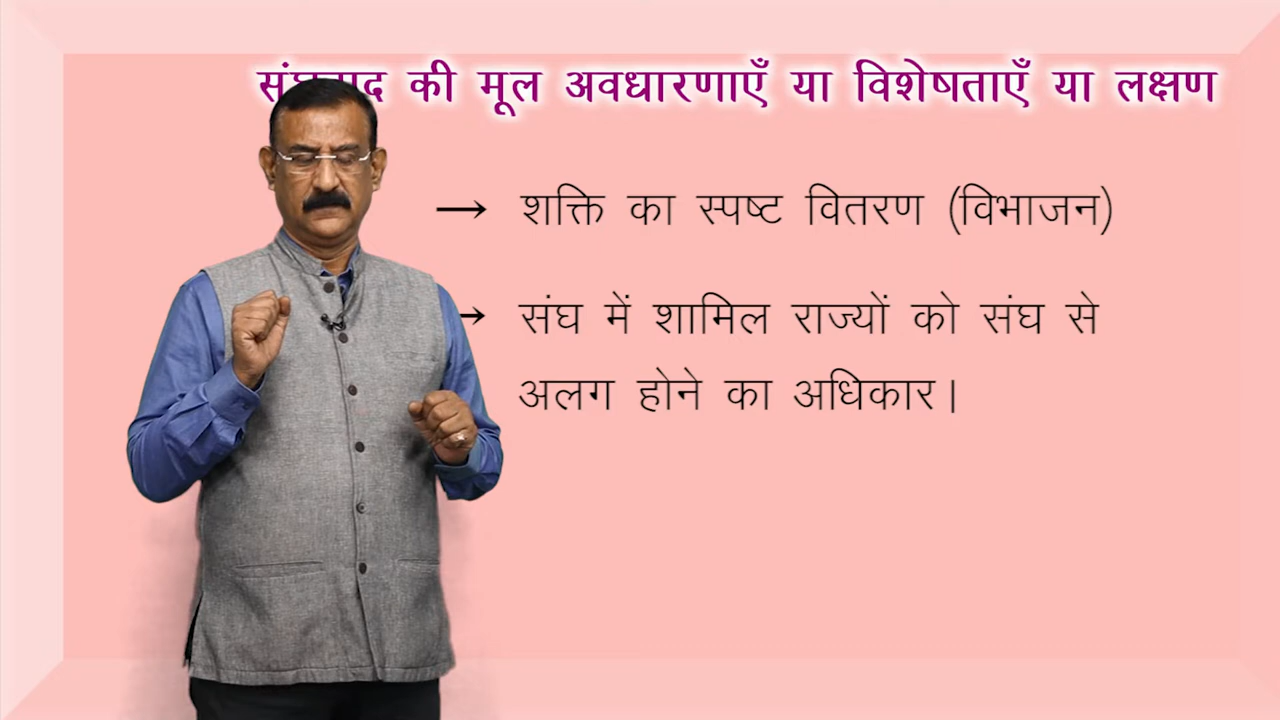 की मूल अवधारणाएँ या विशेषताएँ या लक्षण
→ शक्ति का स्पष्ट वितरण (विभाजन)
→ संघ में शामिल राज्यों को संघ से
अलग होने का अधिकार।